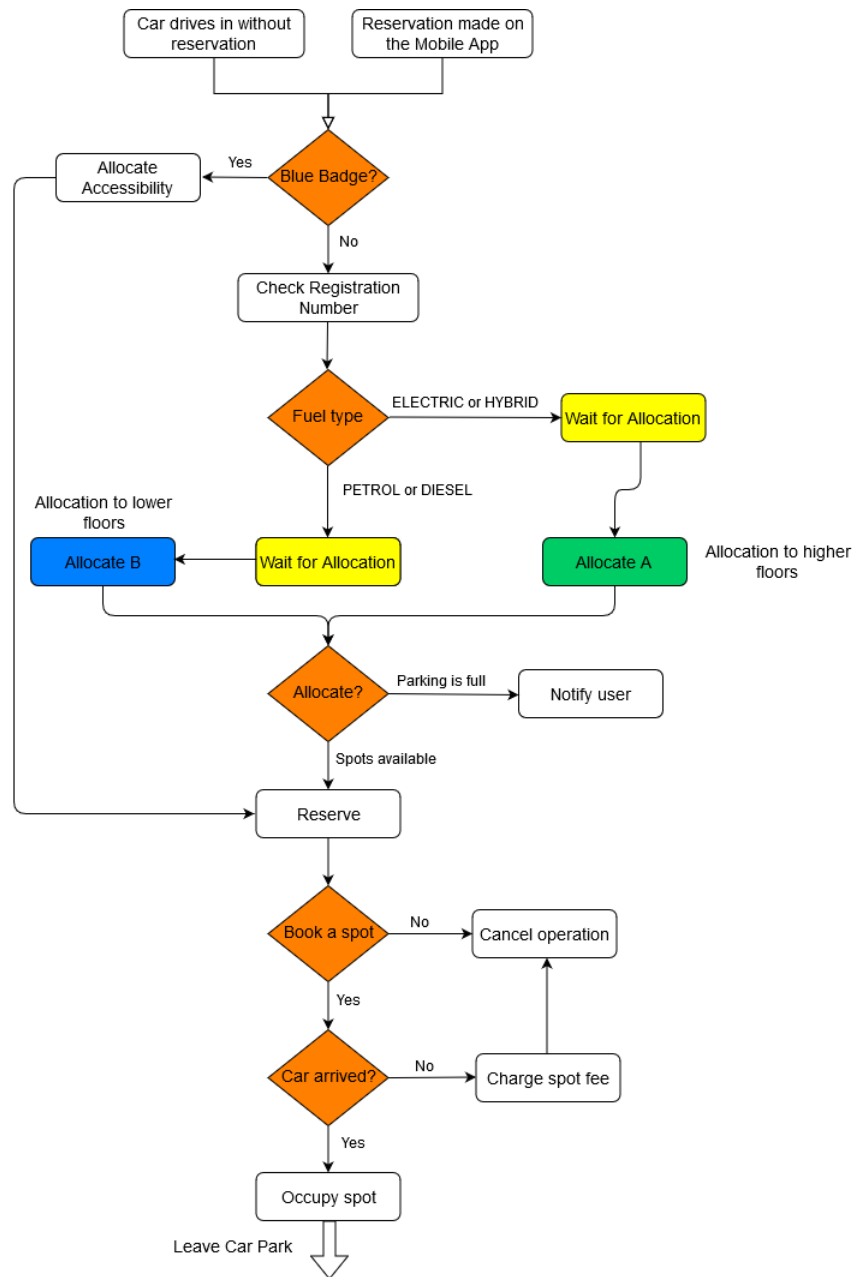 Car drives in without
reservation
Reservation made on
the Mobile App
Blue Badge?
Yes
Allocate
Accessibility
No
Check Registration
Number
Fuel type
ELECTRIC or HYBRID
Wait for Allocation
PETROL or DIESEL
Allocation to lower
floors
Allocate B
Wait for Allocation
Allocate A
Allocation to higher
floors
Allocate?
Parking is full
Notify user
Spots available
Reserve
Book a spot
No
Cancel operation
Yes
Car arrived?
No
Charge spot fee
Yes
Occupy spot
Leave Car Park